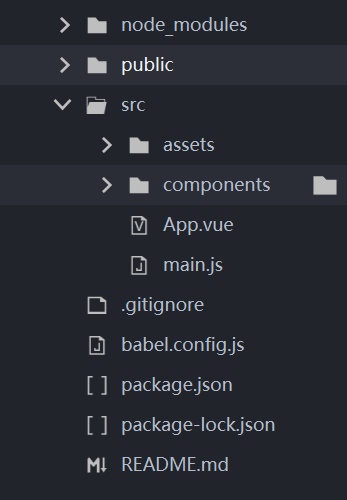 node_modules
public
src
assets
components
App.vue
main.js
.gitignore
babel.config.js
package.json
package-lock.json
README.md